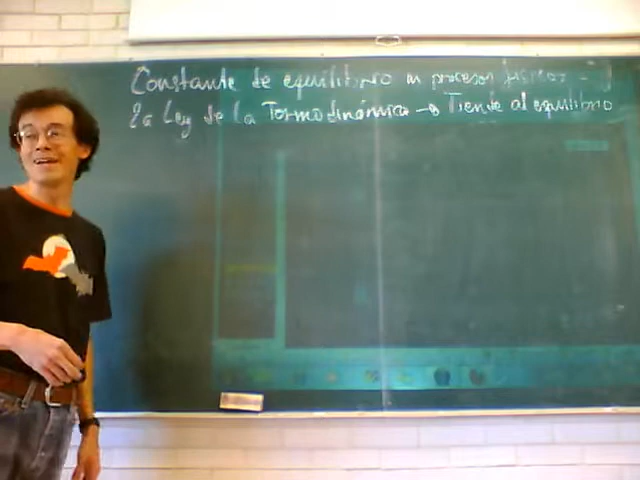 Constante de equilibrio en procesos físicos
2a Ley de la Termodinámica → Tiende al equilibrio